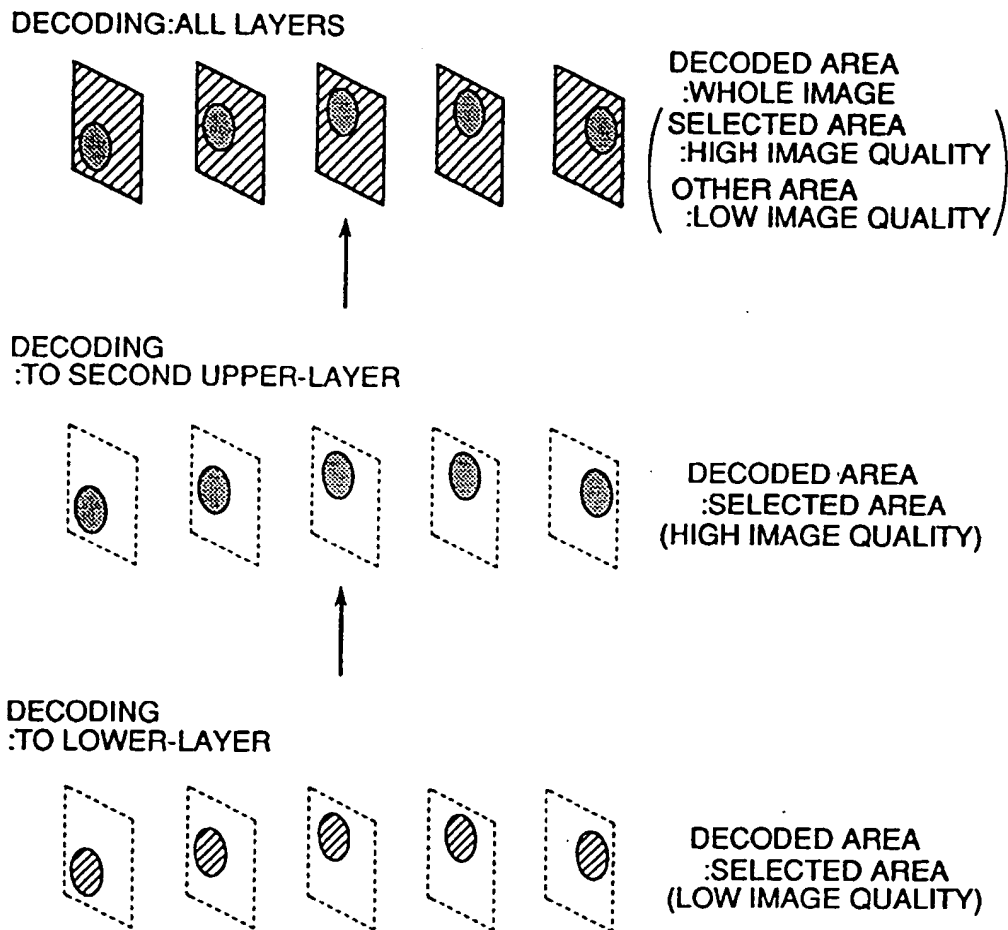 DECODING:ALL LAYERS
DECODED AREA
:WHOLE IMAGE
SELECTED AREA
:HIGH IMAGE QUALITY
OTHER AREA
:LOW IMAGE QUALITY
DECODING
:TO SECOND UPPER-LAYER
DECODED AREA
:SELECTED AREA
(HIGH IMAGE QUALITY)
DECODING
:TO LOWER-LAYER
DECODED AREA
:SELECTED AREA
(LOW IMAGE QUALITY)